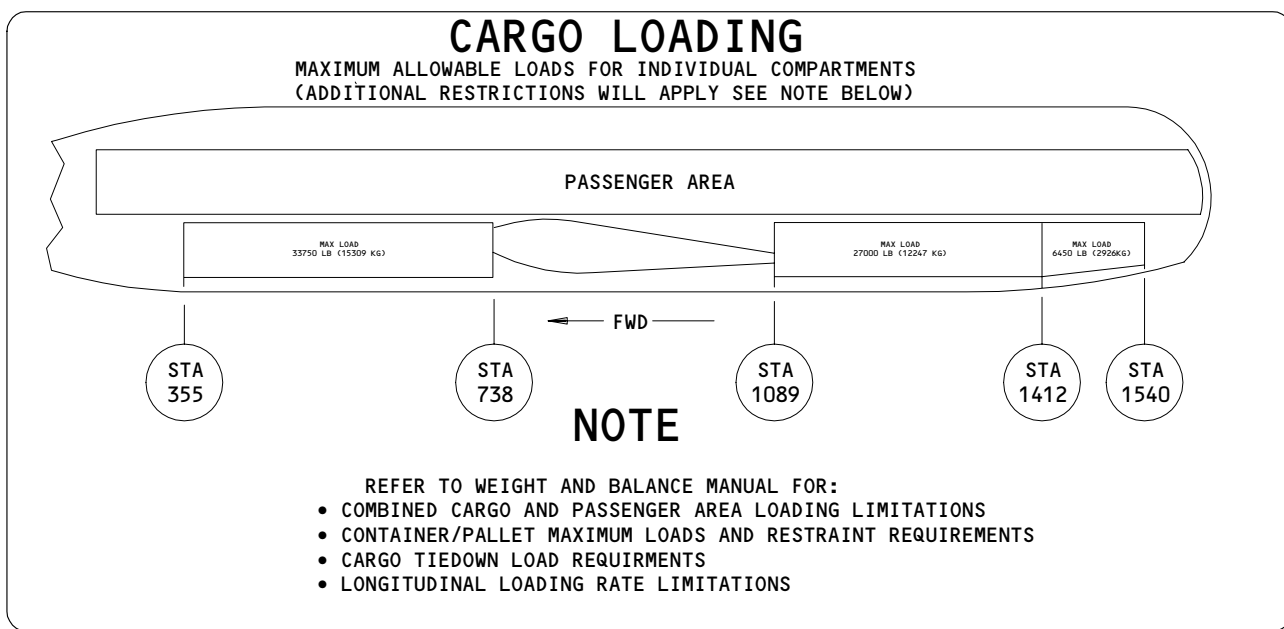 CARGO LOADING
MAXIMUM ALLOWABLE LOADS FOR INDIVIDUAL COMPARTMENTS
(ADDITIONAL RESTRICTIONS WILL APPLY SEE NOTE BELOW)
PASSENGER AREA
MAX LOAD
33750 LB (15309 KG)
MAX LOAD
27000 LB (12247 KG)
MAX LOAD
6450 LB (2926KG)
FWD
STA
355
STA
738
STA
1089
STA
1412
STA
1540
NOTE
REFER TO WEIGHT AND BALANCE MANUAL FOR:
• COMBINED CARGO AND PASSENGER AREA LOADING LIMITATIONS
• CONTAINER/PALLET MAXIMUM LOADS AND RESTRAINT REQUIREMENTS
• CARGO TIEDOWN LOAD REQUIRMENTS
• LONGITUDINAL LOADING RATE LIMITATIONS